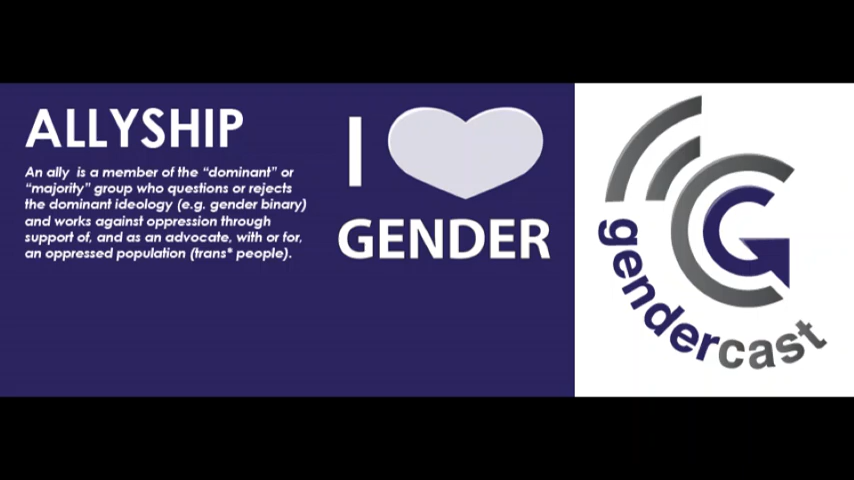 ALLYSHIP
An ally is a member of the “dominant” or
“majority” group who questions or rejects
the dominant ideology (e.g. gender binary)
and works against oppression through
support of, and as an advocate, with or for,
an oppressed population (trans* people).
I
GENDER
G
gendercast